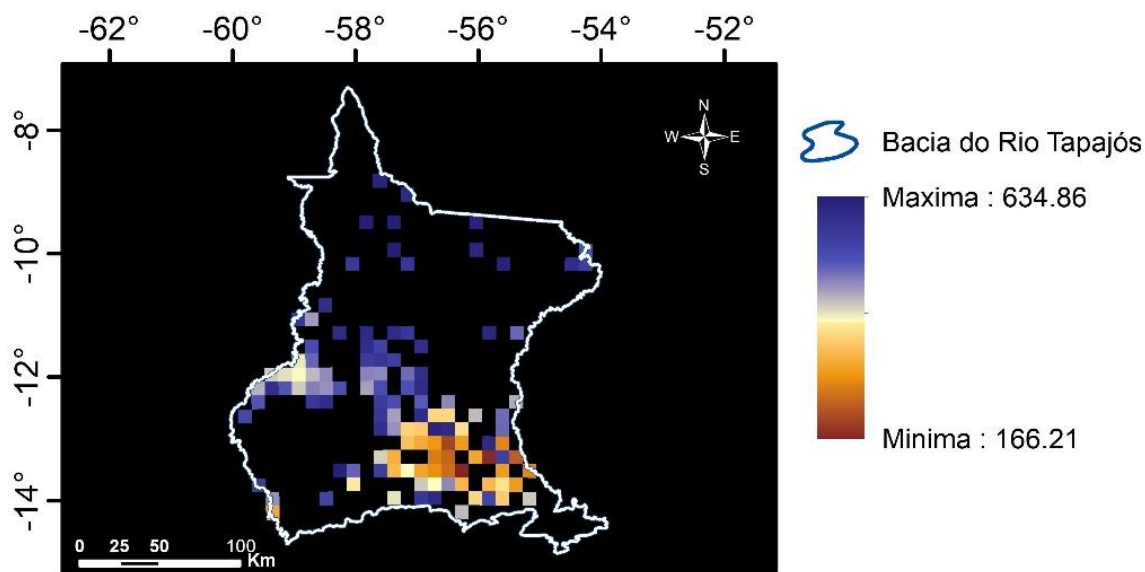 -62° -60° -58° -56° -54° -52°
-8°
-10°
-12°
-14°
N
W E
S
0 25 50 100
Km
Bacia do Rio Tapajós
Maxima : 634.86
Minima : 166.21